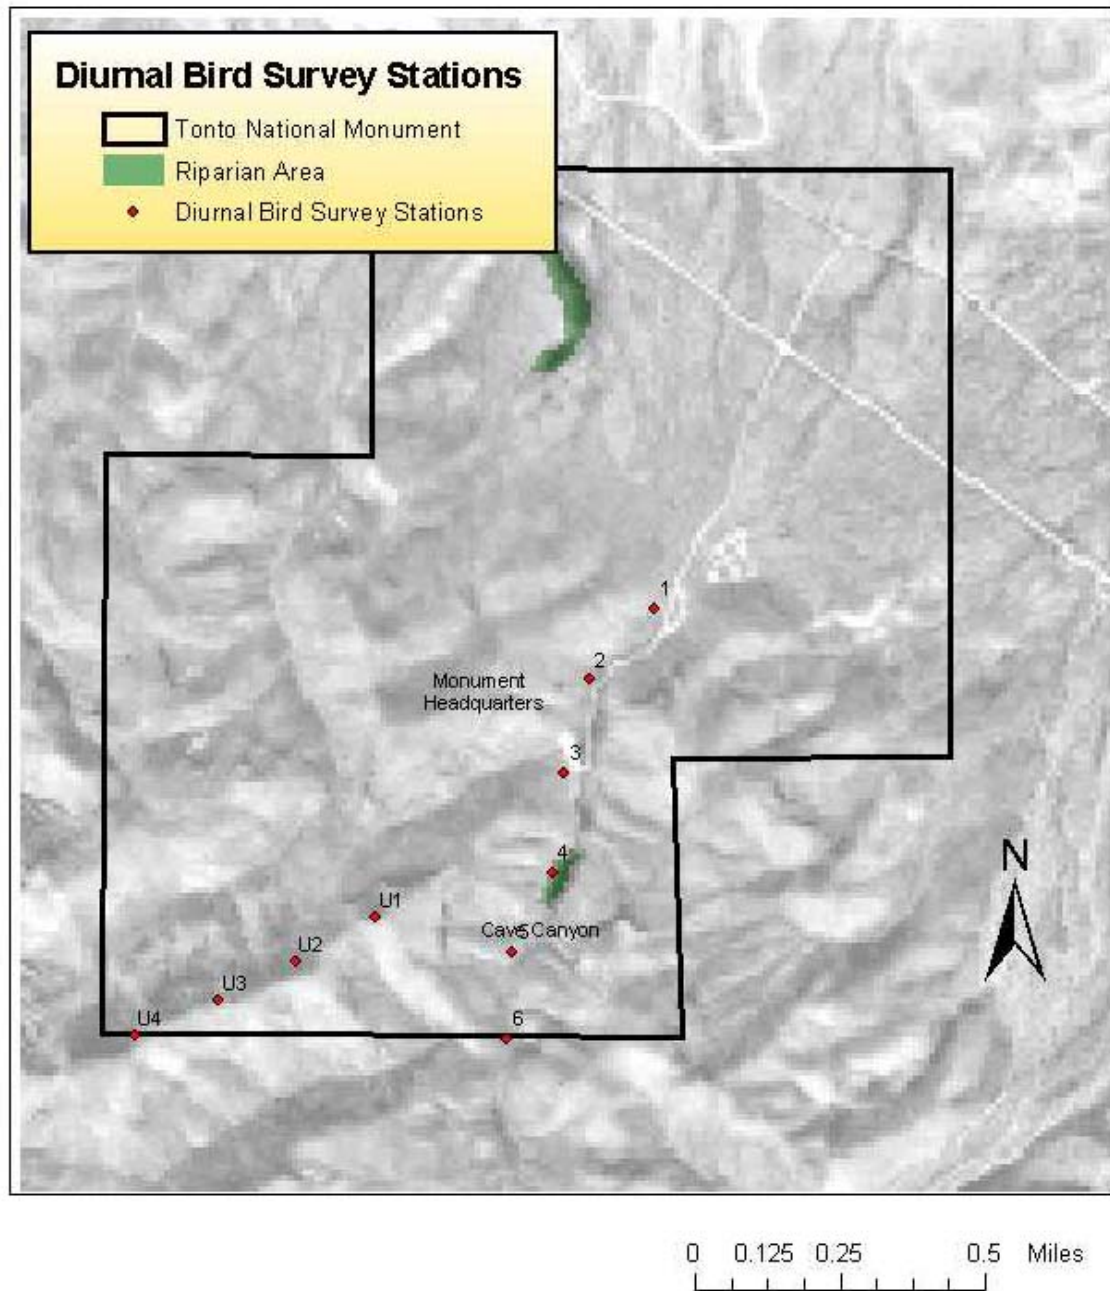 Diurnal Bird Survey Stations
Tonto National Monument
Riparian Area
Diurnal Bird Survey Stations
1
2
Monument
Headquarters
3
4
U1
Cave Canyon
5
U2
U3
U4
6
N
0 0.125 0.25 0.5 Miles